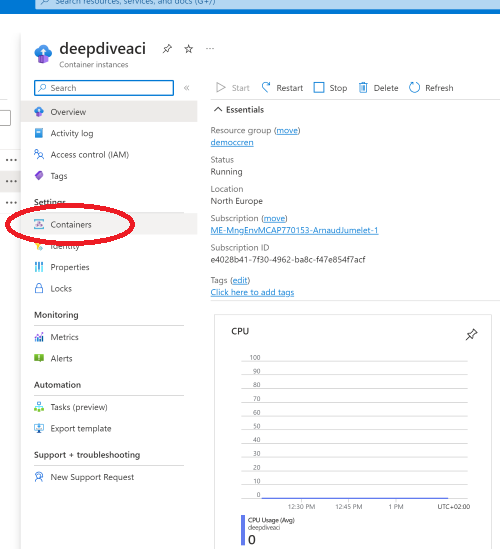 Search resources, services, and docs (G+/)
deepdiveaci
Container instances
Search
Start Restart Stop Delete Refresh
Overview
Activity log
Access control (IAM)
Tags
Settings
Containers
Identity
Properties
Locks
Monitoring
Metrics
Alerts
Automation
Tasks (preview)
Export template
Support + troubleshooting
New Support Request
Essentials
Resource group (move)
democcren
Status
Running
Location
North Europe
Subscription (move)
ME-MngEnvMCAP770153-ArnaudJumelet-1
Subscription ID
e4028b41-7f30-4962-ba8c-f47e854f7acf
Tags (edit)
Click here to add tags
CPU
100
90
80
70
60
50
40
30
20
10
0
12:30 PM 12:45 PM 1 PM UTC+02:00
CPU Usage (Avg)
deepdiveaci
0